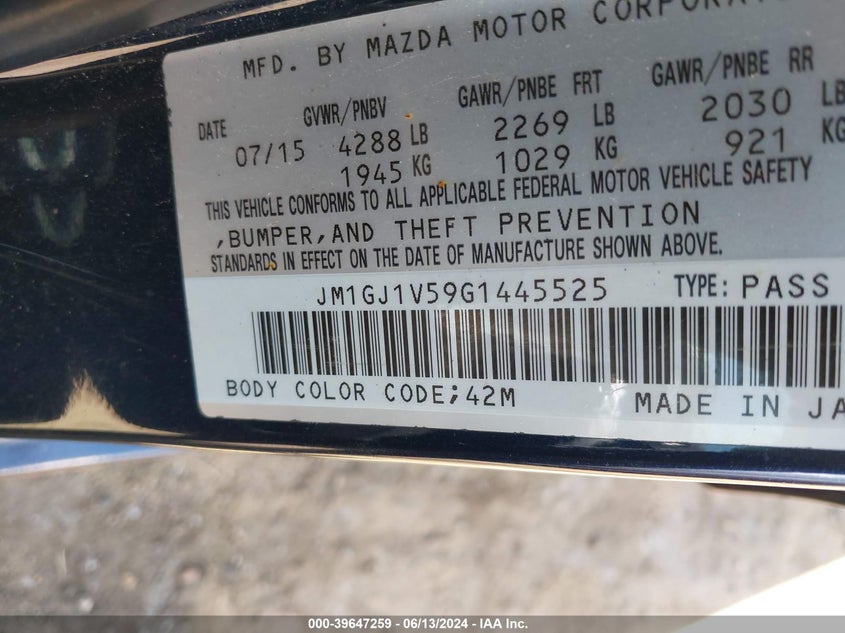 MFD. BY MAZDA MOTOR
DATE GVWR/PNBV GAWR/PNBE FRT GAWR/PNBE RR
07/15 4288 LB 2269 LB 2030 LB
1945 KG 1029 KG 921 KG
THIS VEHICLE CONFORMS TO ALL APPLICABLE FEDERAL MOTOR VEHICLE SAFETY
,BUMPER,AND THEFT PREVENTION
STANDARDS IN EFFECT ON THE DATE OF MANUFACTURE SHOWN ABOVE.
JM1GJ1V59G1445525 TYPE: PASS
BODY COLOR CODE;42M MADE IN JA
000-39647259 - 06/13/2024 - IAA Inc.